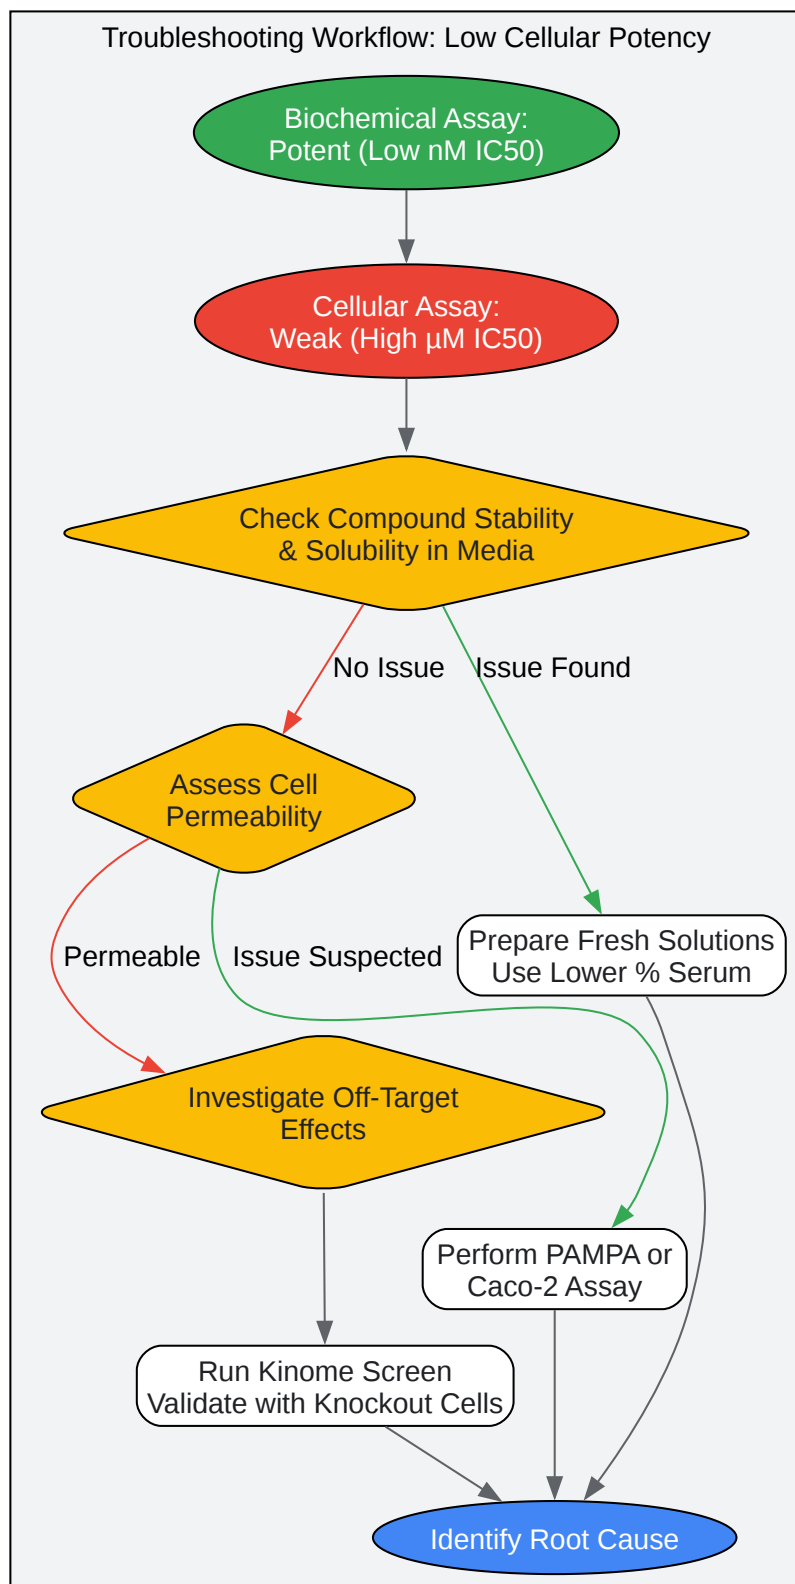 Troubleshooting Workflow: Low Cellular Potency
Biochemical Assay:
Potent (Low nM IC50)
Cellular Assay:
Weak (High µM IC50)
Check Compound Stability
& Solubility in Media
No Issue
Issue Found
Assess Cell
Permeability
Prepare Fresh Solutions
Use Lower % Serum
Permeable
Issue Suspected
Investigate Off-Target
Effects
Perform PAMPA or
Caco-2 Assay
Run Kinome Screen
Validate with Knockout Cells
Identify Root Cause